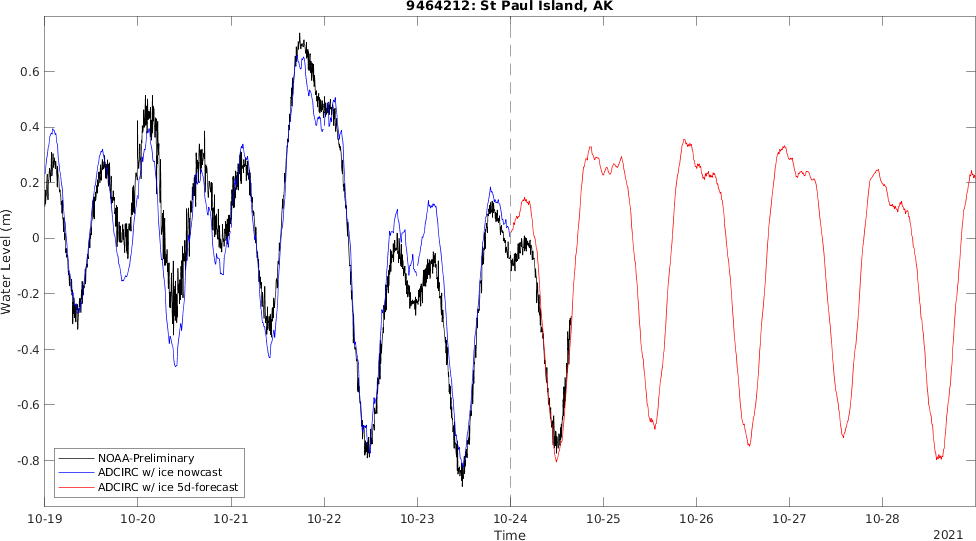 9464212: St Paul Island, AK
Water Level (m)
0.6
0.4
0.2
0
-0.2
-0.4
-0.6
-0.8
NOAA-Preliminary
ADCIRC w/ ice nowcast
ADCIRC w/ ice 5d-forecast
10-19 10-20 10-21 10-22 10-23 10-24 10-25 10-26 10-27 10-28
Time
2021